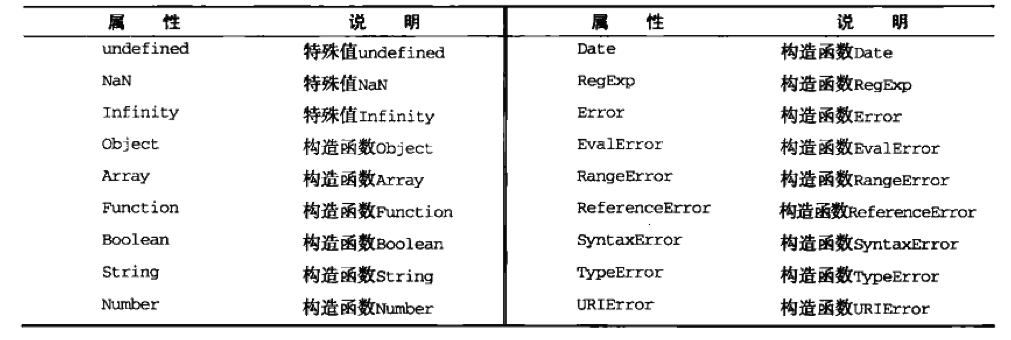 属 性 说 明 属 性 说 明
undefined 特殊值undefined Date 构造函数Date
NaN 特殊值NaN RegExp 构造函数RegExp
Infinity 特殊值Infinity Error 构造函数Error
Object 构造函数Object EvalError 构造函数EvalError
Array 构造函数Array RangeError 构造函数RangeError
Function 构造函数Function ReferenceError 构造函数ReferenceError
Boolean 构造函数Boolean SyntaxError 构造函数SyntaxError
String 构造函数String TypeError 构造函数TypeError
Number 构造函数Number URIError 构造函数URIError